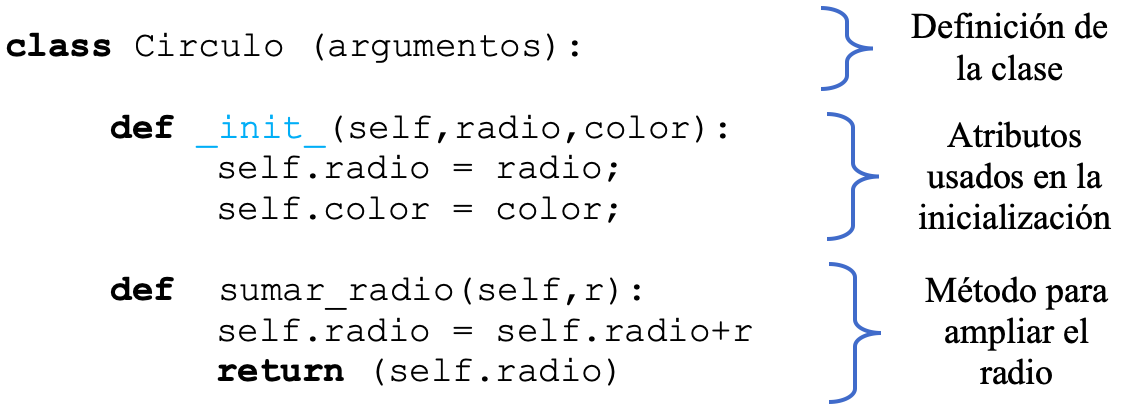 class Circulo (argumentos):
Definición de
la clase
def _init_(self,radio,color):
self.radio = radio;
self.color = color;
Atributos
usados en la
inicialización
def sumar_radio(self,r):
self.radio = self.radio+r
return (self.radio)
Método para
ampliar el
radio